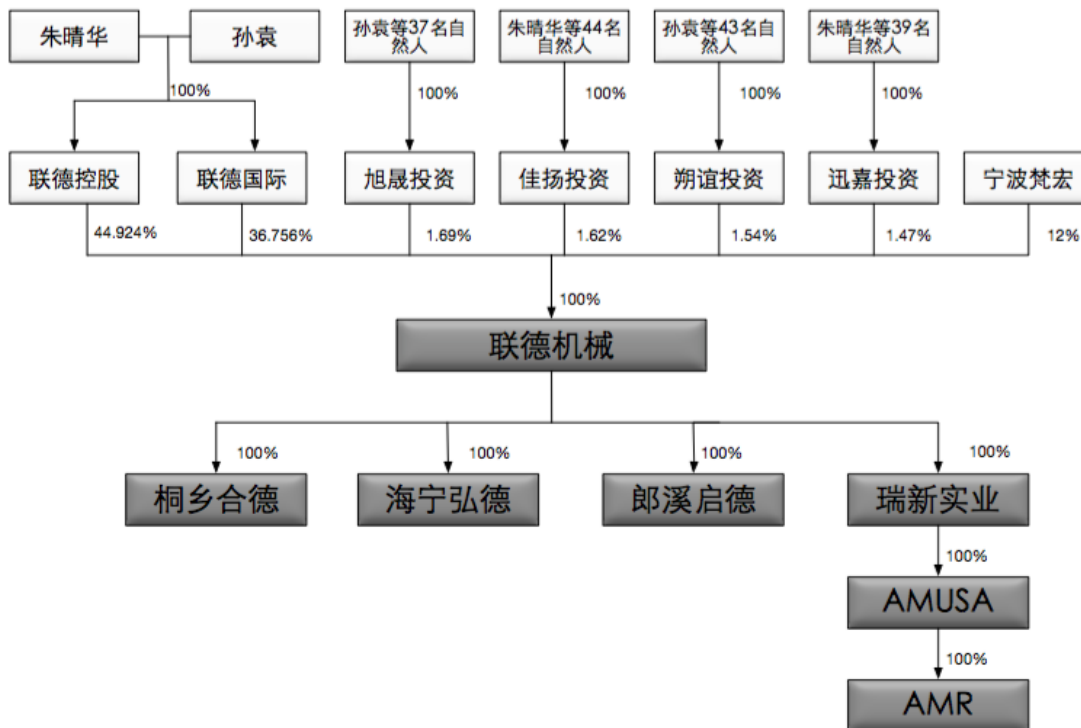 朱晴华
孙袁
孙袁等37名自
然人
朱晴华等44名
自然人
孙袁等43名自
然人
朱晴华等39名
自然人
100%
100%
100%
100%
100%
联德控股
联德国际
旭晟投资
佳扬投资
朔谊投资
迅嘉投资
宁波梵宏
44.924%
36.756%
1.69%
1.62%
1.54%
1.47%
12%
100%
联德机械
100%
100%
100%
100%
桐乡合德
海宁弘德
郎溪启德
瑞新实业
100%
AMUSA
100%
AMR